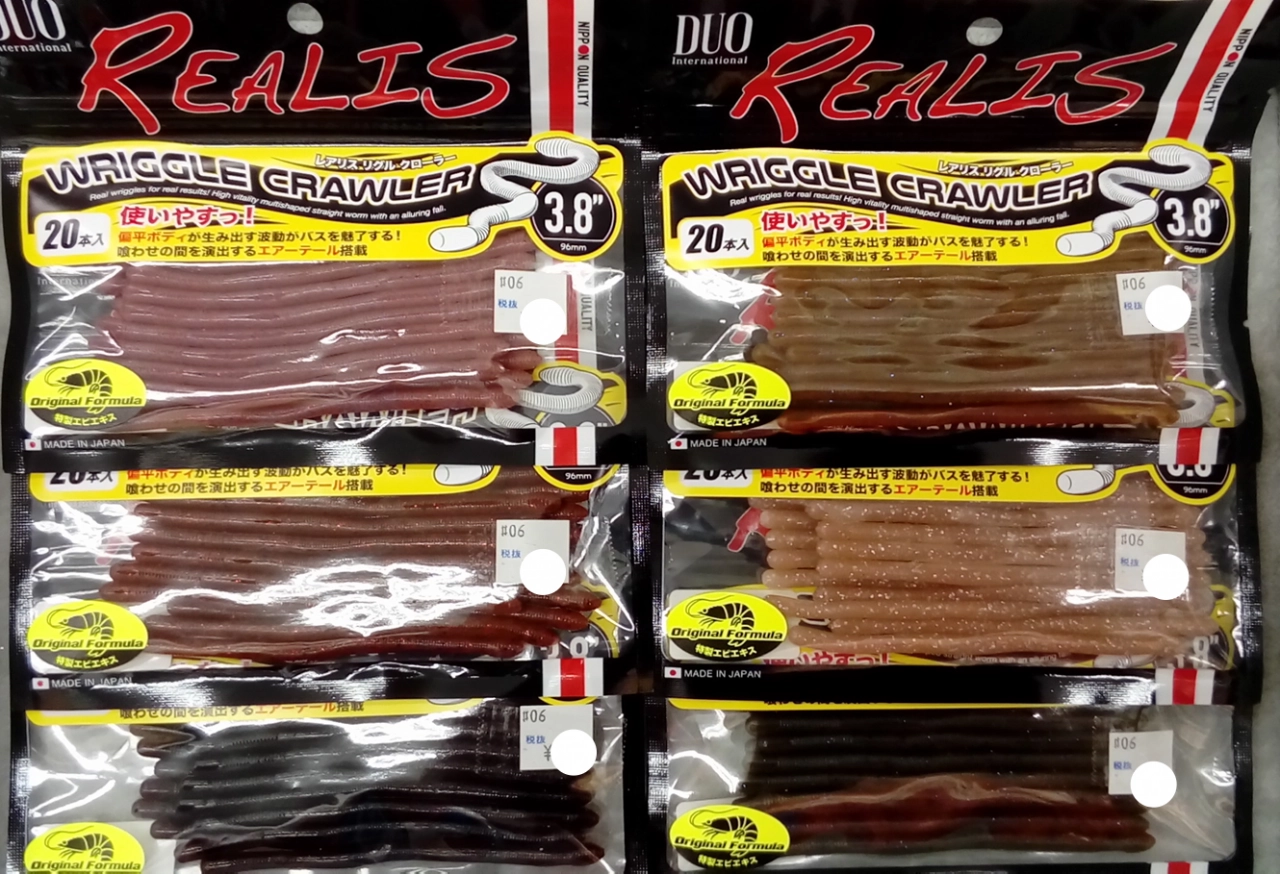 DUO
International
REALIS
NIPPON QUALITY
WRIGGLE CRAWLER
レアリス リグル クローラー
Real wriggles for real results! High vitality multishaped straight worm with an alluring fall.
20本入
使いやすっ!
偏平ボディが生み出す波動がバスを魅了する!
喰わせの間を演出するエアーテール搭載
3.8"
96mm
#06
税抜
Original Formula
特製エビエキス
MADE IN JAPAN
DUO
International
REALIS
NIPPON QUALITY
WRIGGLE CRAWLER
レアリス リグル クローラー
Real wriggles for real results! High vitality multishaped straight worm with an alluring fall.
20本入
使いやすっ!
偏平ボディが生み出す波動がバスを魅了する!
喰わせの間を演出するエアーテール搭載
3.8"
96mm
#06
税抜
Original Formula
特製エビエキス
MADE IN JAPAN
20本入
偏平ボディが生み出す波動がバスを魅了する!
喰わせの間を演出するエアーテール搭載
96mm
#06
税抜
Original Formula
特製エビエキス
MADE IN JAPAN
20本入
偏平ボディが生み出す波動がバスを魅了する!
喰わせの間を演出するエアーテール搭載
3.8"
96mm
#06
税抜
Original Formula
特製エビエキス
使いやすっ!
MADE IN JAPAN
喰わせの間を演出するエアーテール搭載
#06
税抜
¥
Original Formula
特製エビエキス
#06
税抜
Original Formula
特製エビエキス